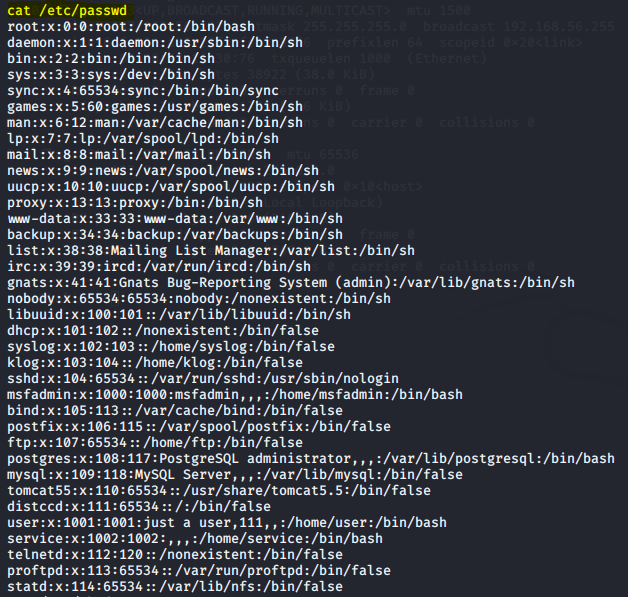 cat /etc/passwd
root:x:0:0:root:/root:/bin/bash
daemon:x:1:1:daemon:/usr/sbin:/bin/sh
bin:x:2:2:bin:/bin:/bin/sh
sys:x:3:3:sys:/dev:/bin/sh
sync:x:4:65534:sync:/bin:/bin/sync
games:x:5:60:games:/usr/games:/bin/sh
man:x:6:12:man:/var/cache/man:/bin/sh
lp:x:7:7:lp:/var/spool/lpd:/bin/sh
mail:x:8:8:mail:/var/mail:/bin/sh
news:x:9:9:news:/var/spool/news:/bin/sh
uucp:x:10:10:uucp:/var/spool/uucp:/bin/sh
proxy:x:13:13:proxy:/bin:/bin/sh
www-data:x:33:33:www-data:/var/www:/bin/sh
backup:x:34:34:backup:/var/backups:/bin/sh
list:x:38:38:Mailing List Manager:/var/list:/bin/sh
irc:x:39:39:ircd:/var/run/ircd:/bin/sh
gnats:x:41:41:Gnats Bug-Reporting System (admin):/var/lib/gnats:/bin/sh
nobody:x:65534:65534:nobody:/nonexistent:/bin/sh
libuuid:x:100:101::/var/lib/libuuid:/bin/sh
dhcp:x:101:102::/nonexistent:/bin/false
syslog:x:102:103::/home/syslog:/bin/false
klog:x:103:104::/home/klog:/bin/false
sshd:x:104:65534::/var/run/sshd:/usr/sbin/nologin
msfadmin:x:1000:1000:msfadmin,,,:/home/msfadmin:/bin/bash
bind:x:105:113::/var/cache/bind:/bin/false
postfix:x:106:115::/var/spool/postfix:/bin/false
ftp:x:107:65534::/home/ftp:/bin/false
postgres:x:108:117:PostgreSQL administrator,,,:/var/lib/postgresql:/bin/bash
mysql:x:109:118:MySQL Server,,,:/var/lib/mysql:/bin/false
tomcat55:x:110:65534::/usr/share/tomcat5.5:/bin/false
distccd:x:111:65534::/:/bin/false
user:x:1001:1001:just a user,111,,:/home/user:/bin/bash
service:x:1002:1002:,,,:/home/service:/bin/bash
telnetd:x:112:120::/nonexistent:/bin/false
proftpd:x:113:65534::/var/run/proftpd:/bin/false
statd:x:114:65534::/var/lib/nfs:/bin/false